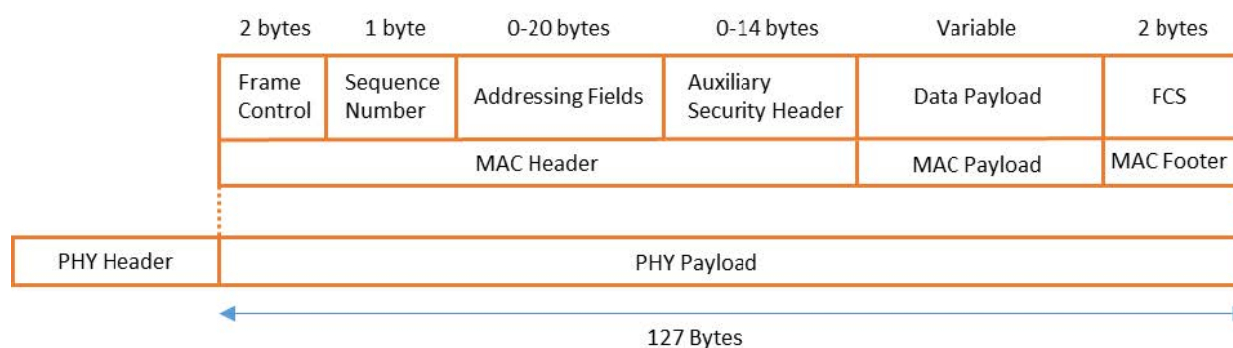 2 bytes 1 byte 0-20 bytes 0-14 bytes Variable 2 bytes
Frame Control
Sequence Number
Addressing Fields
Auxiliary Security Header
Data Payload
FCS
MAC Header MAC Payload MAC Footer
PHY Header PHY Payload
127 Bytes